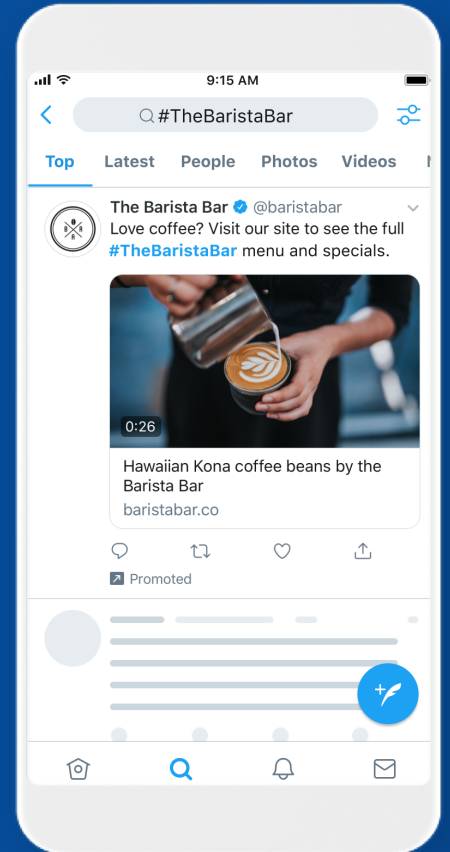 9:15 AM
#TheBaristaBar
Top Latest People Photos Videos
The Barista Bar @baristabar
Love coffee? Visit our site to see the full
#TheBaristaBar menu and specials.
0:26
Hawaiian Kona coffee beans by the
Barista Bar
baristabar.co
Promoted